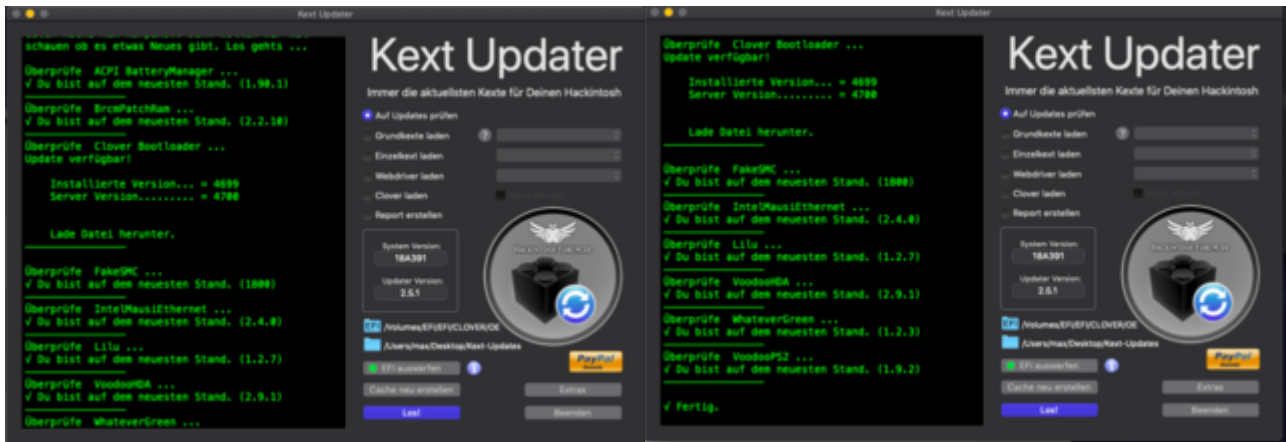 Kext Updater
schauen ob es etwas Neues gibt. Los gehts ...
Überprüfe ACPI BatteryManager ...
√ Du bist auf dem neuesten Stand. (1.90.1)
Überprüfe BrcmPatchRam ...
√ Du bist auf dem neuesten Stand. (2.2.10)
Überprüfe Clover Bootloader ...
Update verfügbar!
Installierte Version... = 4699
Server Version......... = 4700
Lade Datei herunter.
Überprüfe FakeSMC ...
√ Du bist auf dem neuesten Stand. (1800)
Überprüfe IntelMausiEthernet ...
√ Du bist auf dem neuesten Stand. (2.4.0)
Überprüfe Lilu ...
√ Du bist auf dem neuesten Stand. (1.2.7)
Überprüfe VoodooHDA ...
√ Du bist auf dem neuesten Stand. (2.9.1)
Überprüfe WhateverGreen ...
Kext Updater
Immer die aktuellsten Kexte für Deinen Hackintosh
Auf Updates prüfen
Grundkexte laden
?
Einzelkext laden
Webdriver laden
Clover laden
Report erstellen
System Version:
18A391
Updater Version:
2.5.1
EFI /Volumes/EFI/EFI/CLOVER/OE
/Users/max/Desktop/Kext-Updates
EFI auswerfen
PayPal
Cache neu erstellen
Extras
Los!
Beenden
Kext Updater
Überprüfe Clover Bootloader ...
Update verfügbar!
Installierte Version... = 4699
Server Version......... = 4700
Lade Datei herunter.
Überprüfe FakeSMC ...
√ Du bist auf dem neuesten Stand. (1800)
Überprüfe IntelMausiEthernet ...
√ Du bist auf dem neuesten Stand. (2.4.0)
Überprüfe Lilu ...
√ Du bist auf dem neuesten Stand. (1.2.7)
Überprüfe VoodooHDA ...
√ Du bist auf dem neuesten Stand. (2.9.1)
Überprüfe WhateverGreen ...
√ Du bist auf dem neuesten Stand. (1.2.3)
Überprüfe VoodooPS2 ...
√ Du bist auf dem neuesten Stand. (1.9.2)
√ Fertig.
Kext Updater
Immer die aktuellsten Kexte für Deinen Hackintosh
Auf Updates prüfen
Grundkexte laden
?
Einzelkext laden
Webdriver laden
Clover laden
Report erstellen
System Version:
18A391
Updater Version:
2.5.1
EFI /Volumes/EFI/EFI/CLOVER/OE
/Users/max/Desktop/Kext-Updates
EFI auswerfen
PayPal
Cache neu erstellen
Extras
Los!
Beenden